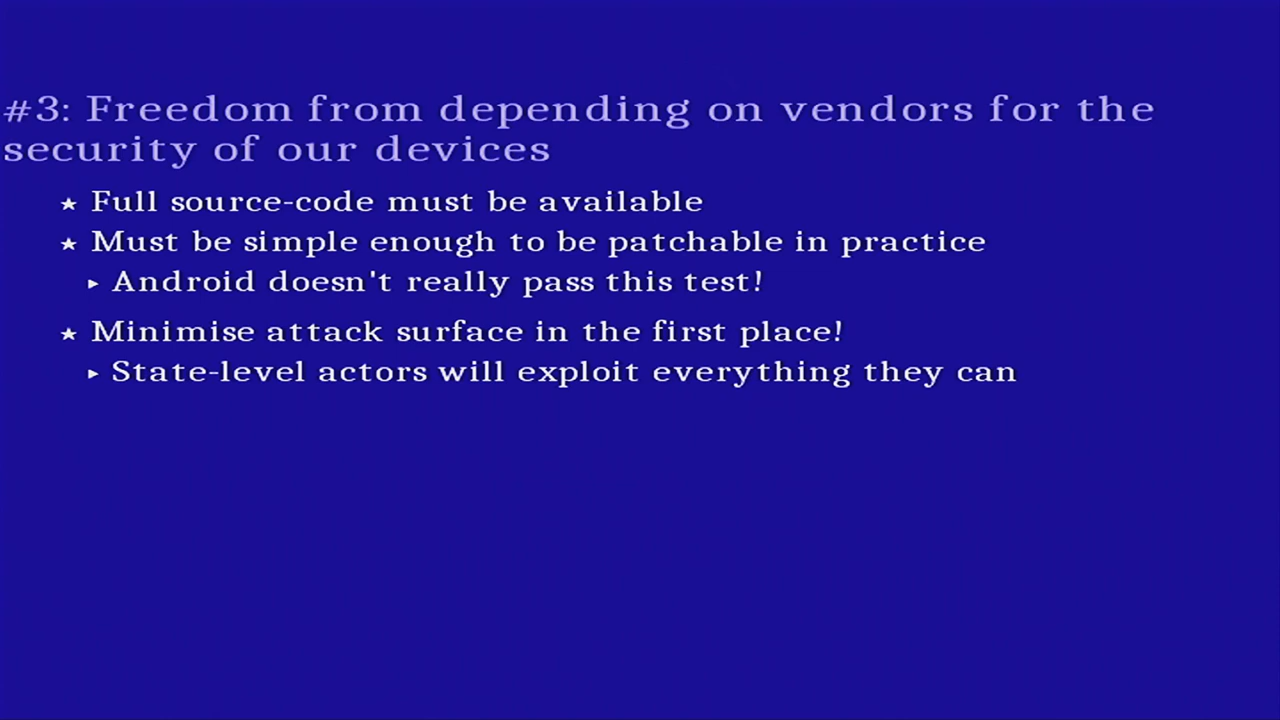 #3: Freedom from depending on vendors for the
security of our devices
★ Full source-code must be available
★ Must be simple enough to be patchable in practice
▸ Android doesn't really pass this test!
★ Minimise attack surface in the first place!
▸ State-level actors will exploit everything they can